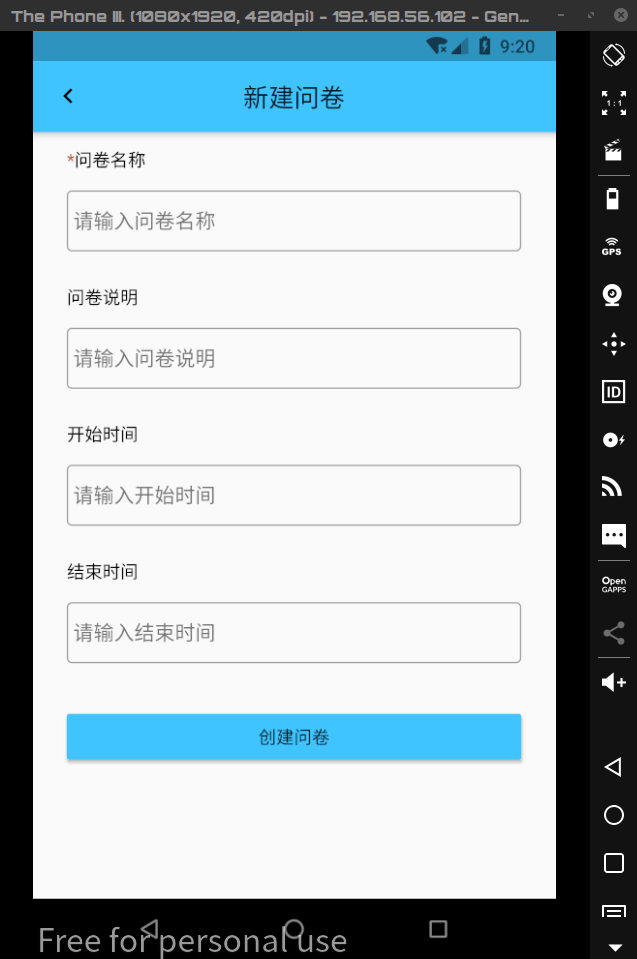 The Phone III. (1080x1920, 420dpi) - 192.168.56.102 - Gen...
9:20
新建问卷
*问卷名称
请输入问卷名称
问卷说明
请输入问卷说明
开始时间
请输入开始时间
结束时间
请输入结束时间
创建问卷
Free for personal use
1:1
GPS
ID
Open
GAPPS